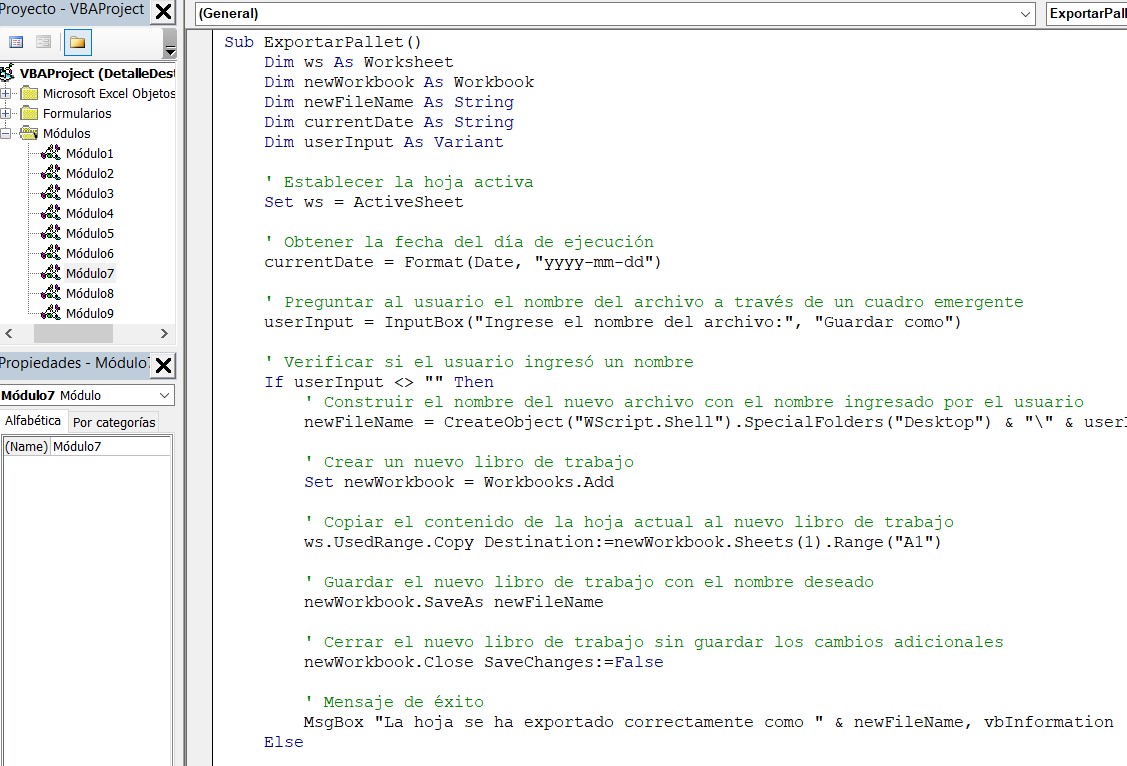 Proyecto - VBAProject
VBAProject (DetalleDest
Microsoft Excel Objetos
Formularios
Módulos
Módulo1
Módulo2
Módulo3
Módulo4
Módulo5
Módulo6
Módulo7
Módulo8
Módulo9
Propiedades - Módulo7
Módulo7 Módulo
Alfabética Por categorías
(Name) Módulo7
(General) ExportarPall
Sub ExportarPallet()
Dim ws As Worksheet
Dim newWorkbook As Workbook
Dim newFileName As String
Dim currentDate As String
Dim userInput As Variant
' Establecer la hoja activa
Set ws = ActiveSheet
' Obtener la fecha del día de ejecución
currentDate = Format(Date, "yyyy-mm-dd")
' Preguntar al usuario el nombre del archivo a través de un cuadro emergente
userInput = InputBox("Ingrese el nombre del archivo:", "Guardar como")
' Verificar si el usuario ingresó un nombre
If userInput <> "" Then
' Construir el nombre del nuevo archivo con el nombre ingresado por el usuario
newFileName = CreateObject("WScript.Shell").SpecialFolders("Desktop") & "\" & userI
' Crear un nuevo libro de trabajo
Set newWorkbook = Workbooks.Add
' Copiar el contenido de la hoja actual al nuevo libro de trabajo
ws.UsedRange.Copy Destination:=newWorkbook.Sheets(1).Range("A1")
' Guardar el nuevo libro de trabajo con el nombre deseado
newWorkbook.SaveAs newFileName
' Cerrar el nuevo libro de trabajo sin guardar los cambios adicionales
newWorkbook.Close SaveChanges:=False
' Mensaje de éxito
MsgBox "La hoja se ha exportado correctamente como " & newFileName, vbInformation
Else